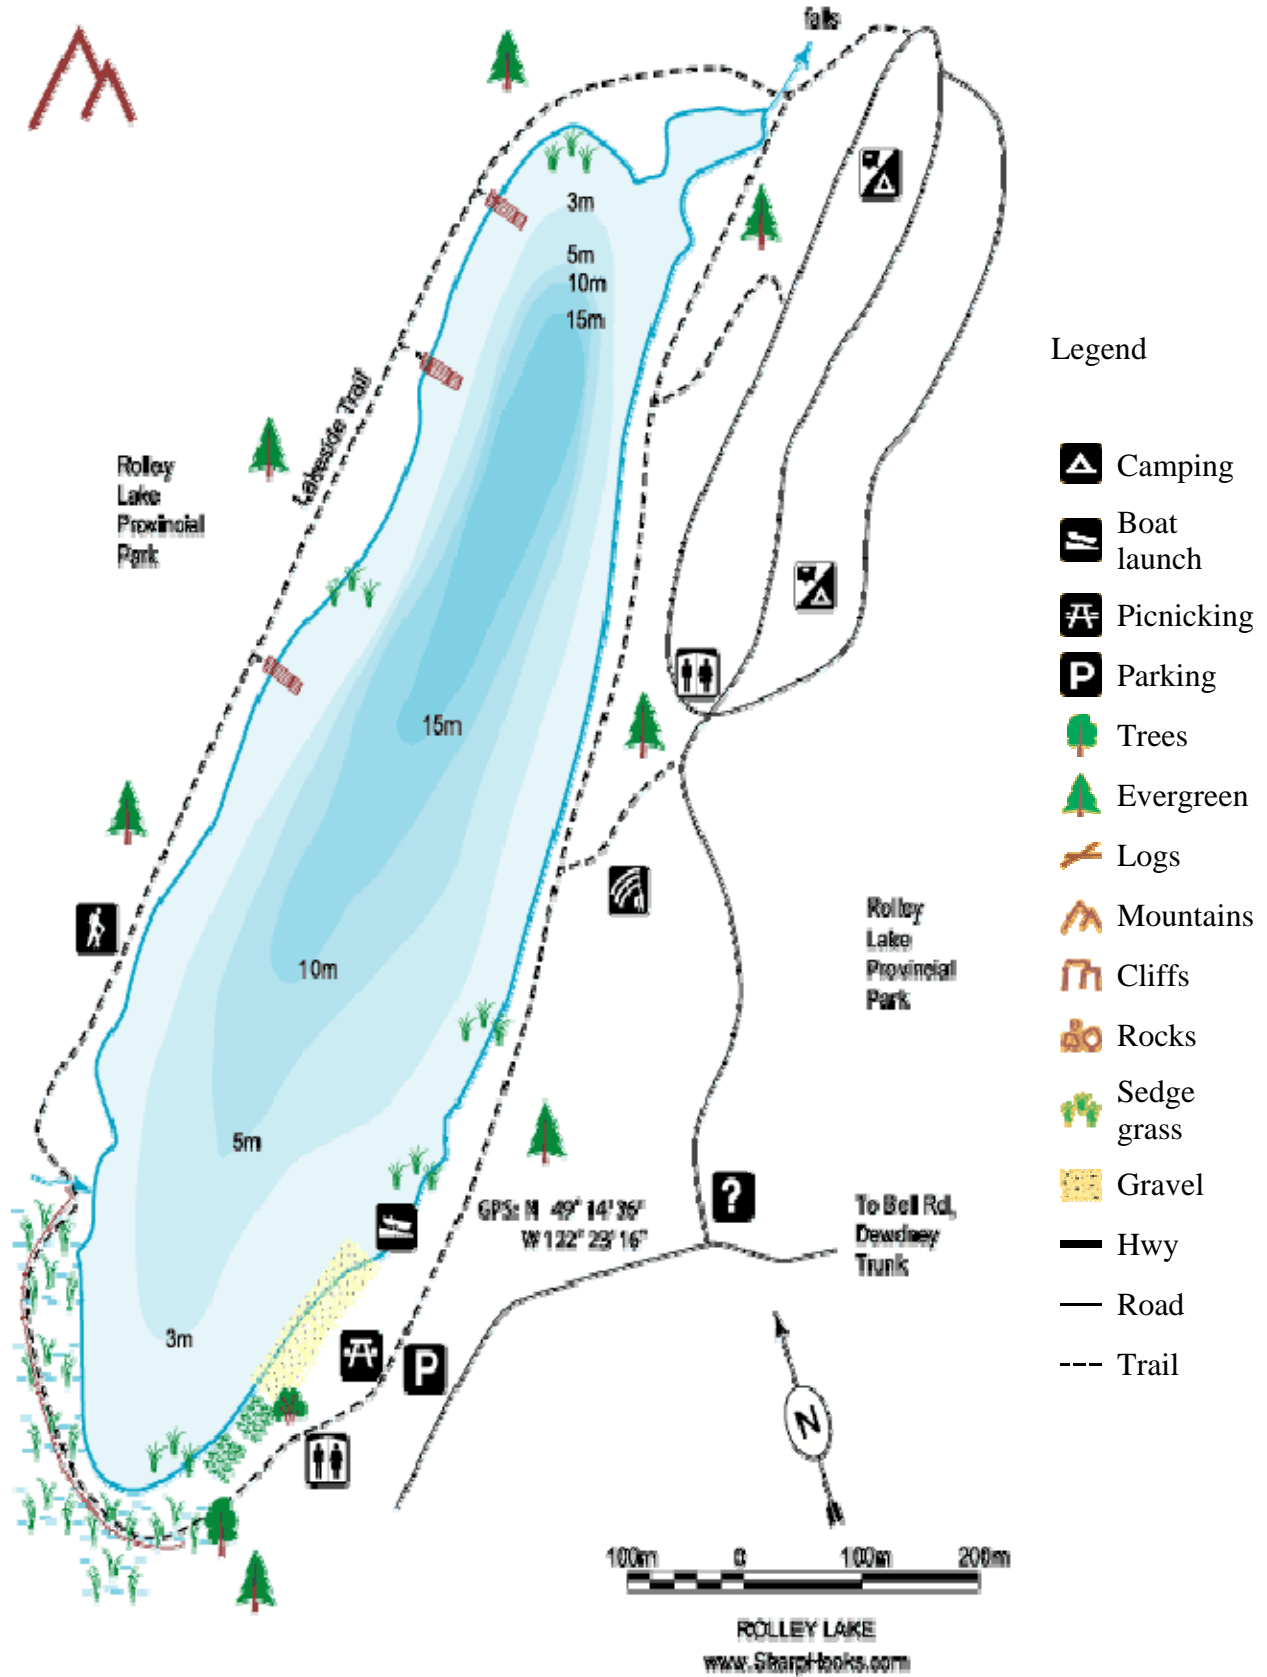 falls
3m
5m
10m
15m
Lakeside Trail
Rolley
Lake
Provincial
Park
15m
10m
5m
3m
Rolley
Lake
Provincial
Park
P
?
GPS: N 49° 14' 36"
W 122° 23' 16"
To Bell Rd,
Dewdney
Trunk
N
100m 0 100m 200m
ROLLEY LAKE
www.SharpHooks.com
Legend
Camping
Boat
launch
Picnicking
P Parking
Trees
Evergreen
Logs
Mountains
Cliffs
Rocks
Sedge
grass
Gravel
Hwy
Road
Trail